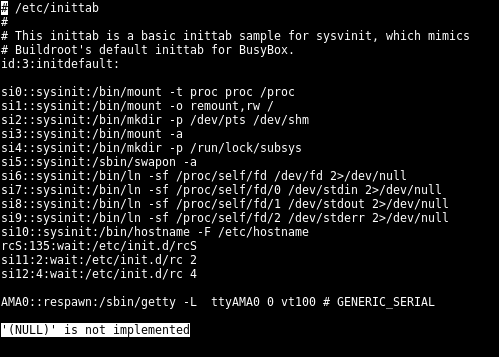 # /etc/inittab
#
# This inittab is a basic inittab sample for sysvinit, which mimics
# Buildroot's default inittab for BusyBox.
id:3:initdefault:

si0::sysinit:/bin/mount -t proc proc /proc
si1::sysinit:/bin/mount -o remount,rw /
si2::sysinit:/bin/mkdir -p /dev/pts /dev/shm
si3::sysinit:/bin/mount -a
si4::sysinit:/bin/mkdir -p /run/lock/subsys
si5::sysinit:/sbin/swapon -a
si6::sysinit:/bin/ln -sf /proc/self/fd /dev/fd 2>/dev/null
si7::sysinit:/bin/ln -sf /proc/self/fd/0 /dev/stdin 2>/dev/null
si8::sysinit:/bin/ln -sf /proc/self/fd/1 /dev/stdout 2>/dev/null
si9::sysinit:/bin/ln -sf /proc/self/fd/2 /dev/stderr 2>/dev/null
si10::sysinit:/bin/hostname -F /etc/hostname
rcS:135:wait:/etc/init.d/rcS
si11:2:wait:/etc/init.d/rc 2
si12:4:wait:/etc/init.d/rc 4

AMA0::respawn:/sbin/getty -L  ttyAMA0 0 vt100 # GENERIC_SERIAL

'(NULL)' is not implemented